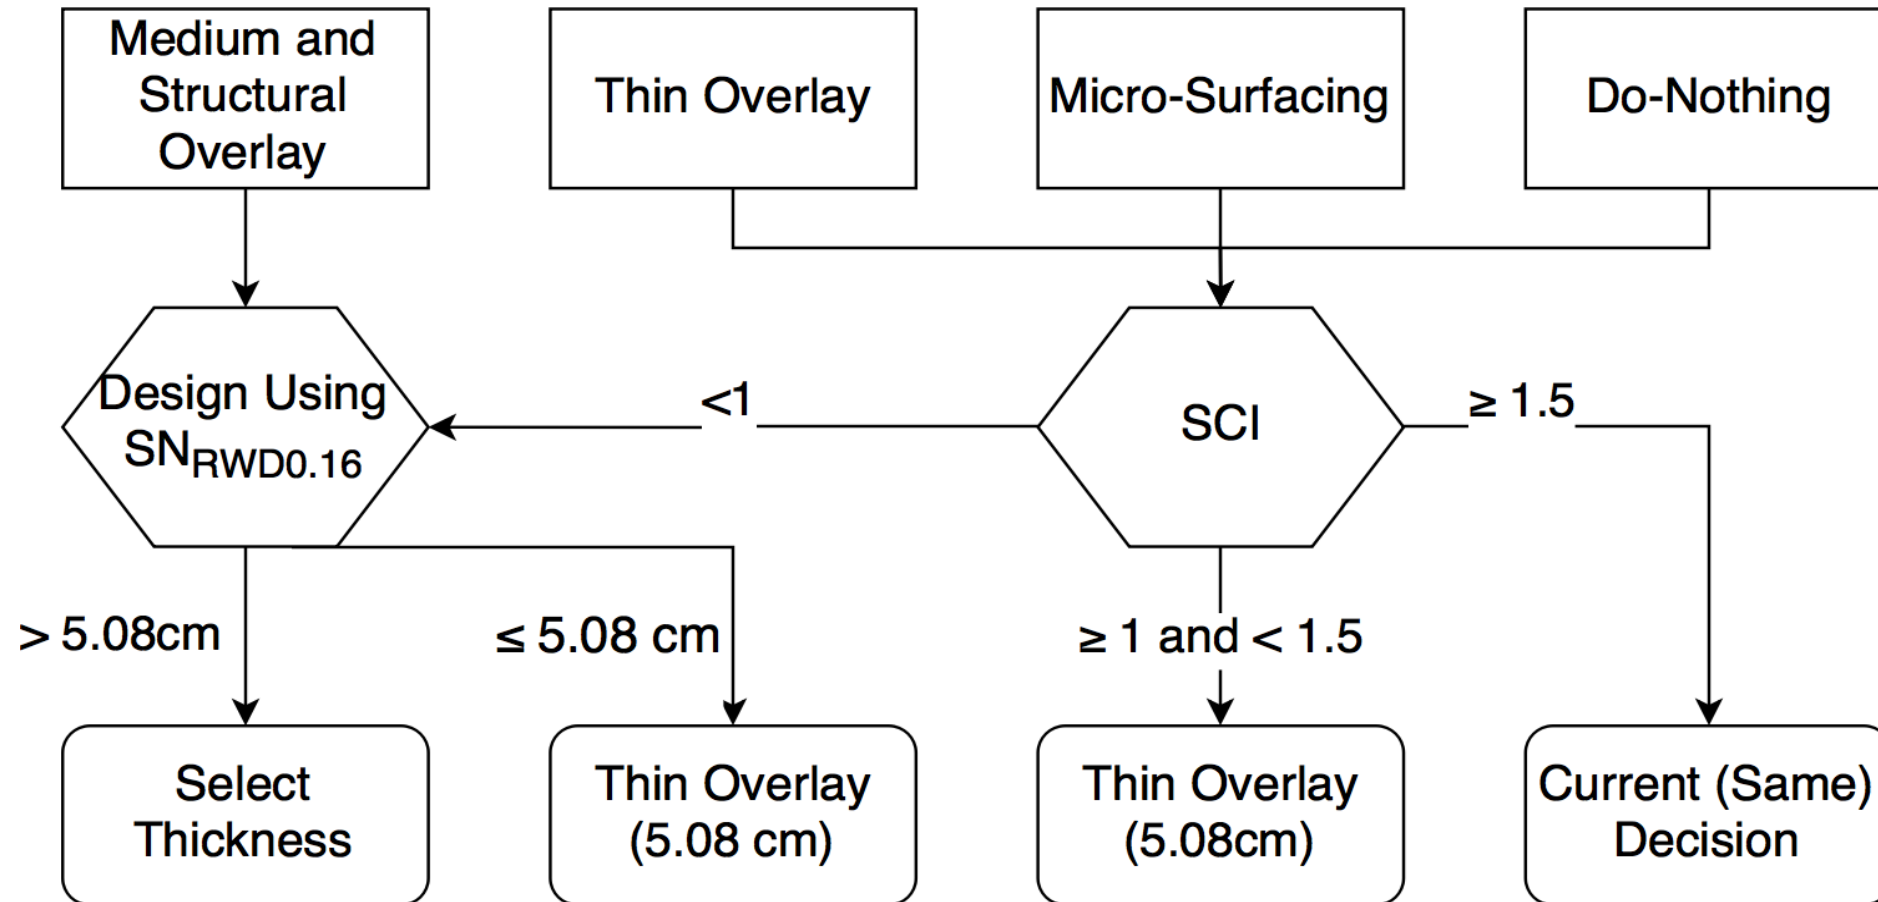 Medium and
Structural
Overlay
Thin Overlay
Micro-Surfacing
Do-Nothing
Design Using
SNRWD0.16
<1
SCI
≥ 1.5
> 5.08cm
≤ 5.08 cm
≥ 1 and < 1.5
Select
Thickness
Thin Overlay
(5.08 cm)
Thin Overlay
(5.08cm)
Current (Same)
Decision